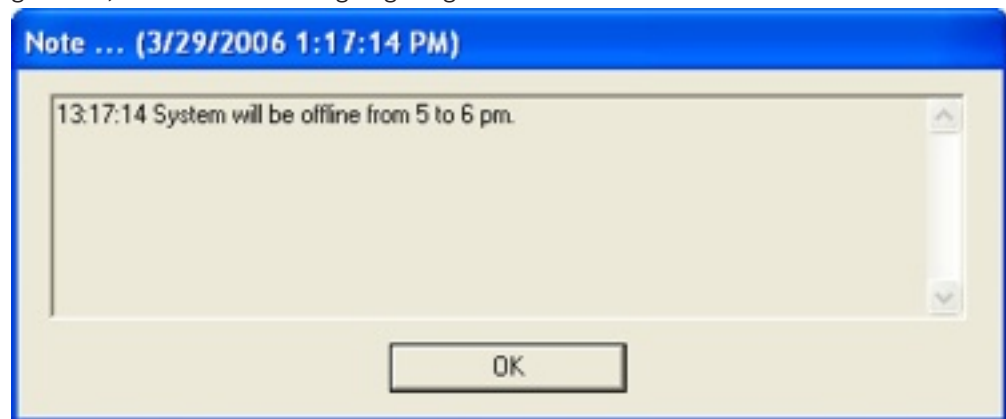 Note ... (3/29/2006 1:17:14 PM)
13:17:14 System will be offline from 5 to 6 pm.
OK